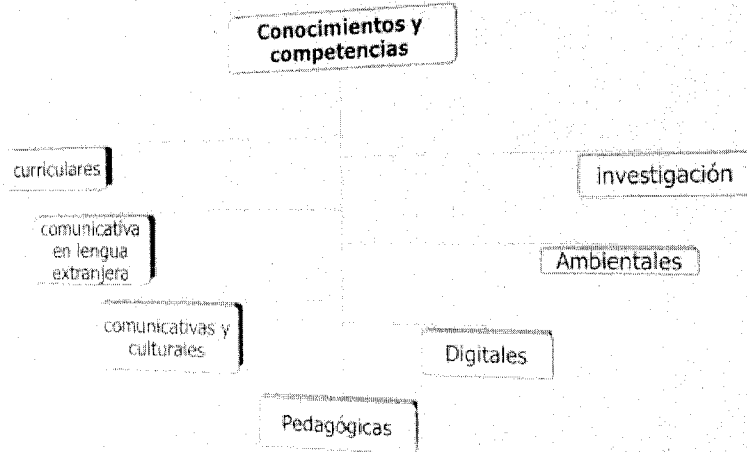 Conocimientos y
competencias
curriculares
investigación
comunicativa
en lengua
extranjera
Ambientales
comunicativas y
culturales
Digitales
Pedagógicas